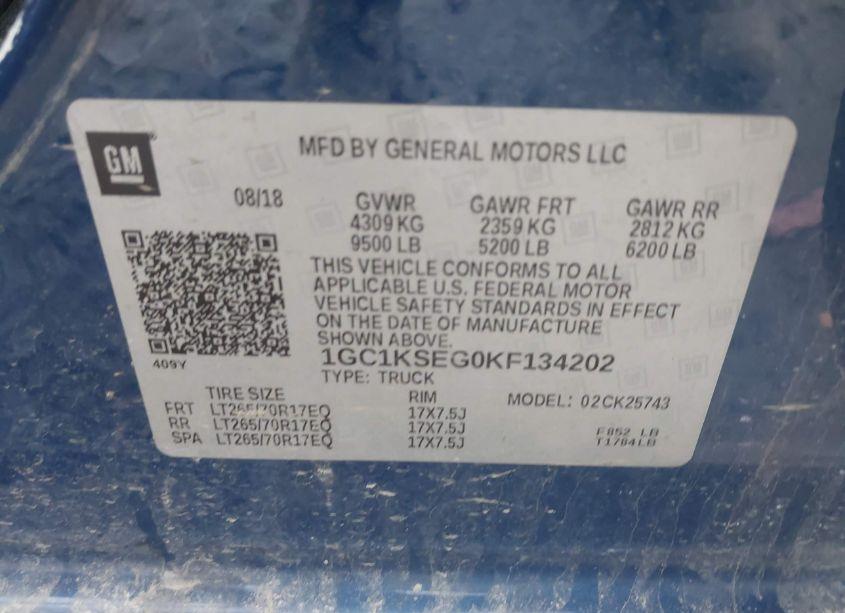 GM
MFD BY GENERAL MOTORS LLC
08/18 GVWR GAWR FRT GAWR RR
4309 KG 2359 KG 2812 KG
9500 LB 5200 LB 6200 LB
THIS VEHICLE CONFORMS TO ALL
APPLICABLE U.S. FEDERAL MOTOR
VEHICLE SAFETY STANDARDS IN EFFECT
ON THE DATE OF MANUFACTURE
SHOWN ABOVE.
409Y
1GC1KSEG0KF134202
TYPE: TRUCK
TIRE SIZE RIM MODEL: 02CK25743
FRT LT265/70R17EQ 17X7.5J
RR LT265/70R17EQ 17X7.5J F852 LB
SPA LT265/70R17EQ 17X7.5J T1784LB